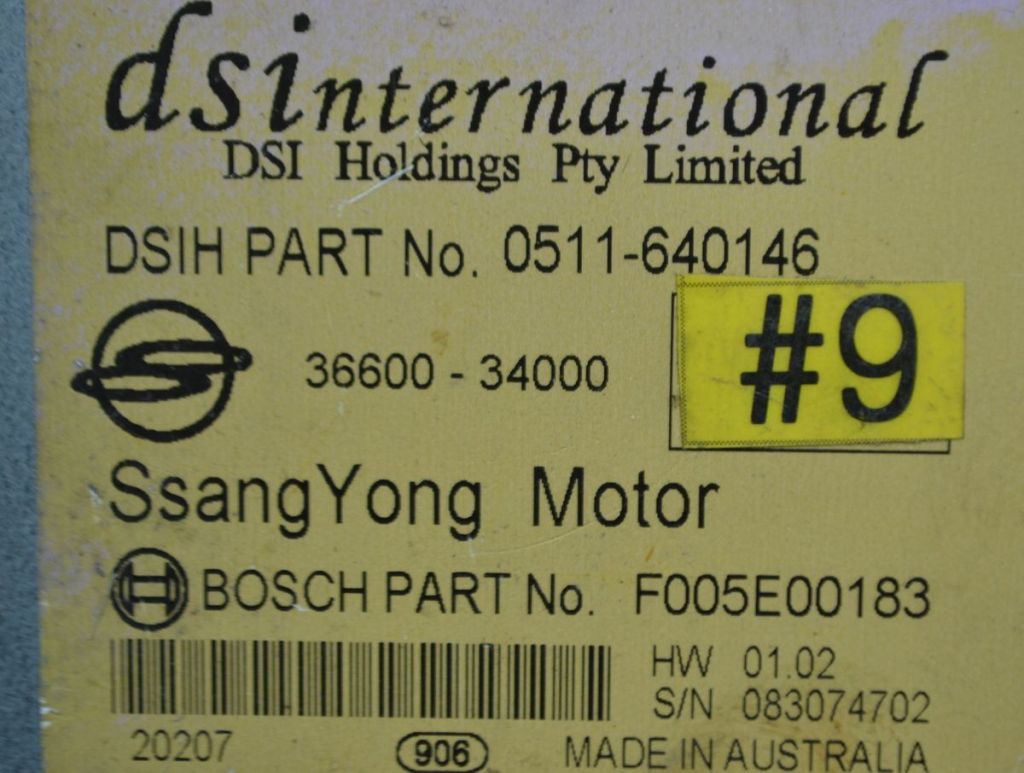 dsinternational
DSI Holdings Pty Limited
DSIH PART No. 0511-640146
36600 - 34000
#9
SsangYong Motor
BOSCH PART No. F005E00183
HW 01.02
S/N 083074702
20207 906 MADE IN AUSTRALIA